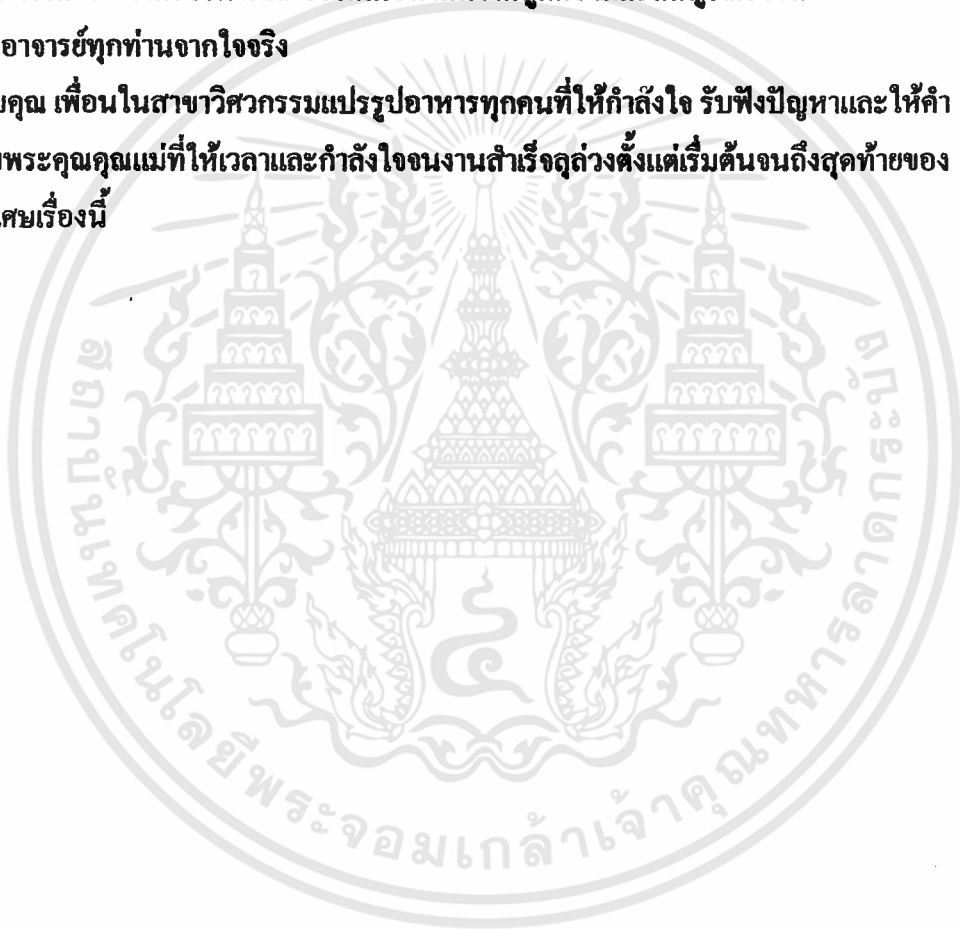 อาจารย์ทุกท่านจากใจจริง
คุณ เพื่อนในสาขาวิศวกรรมแปรรูปอาหารทุกคนที่ให้กำลังใจ รับฟังปัญหาและให้คำ
พระคุณคุณแม่ที่ให้เวลาและกำลังใจจนงานสำเร็จลุล่วงตั้งแต่เริ่มต้นจนถึงสุดท้ายของ
เศษเรื่องนี้
สถาบันเทคโนโลยีพระจอมเกล้าเจ้าคุณทหารลาดกระบัง